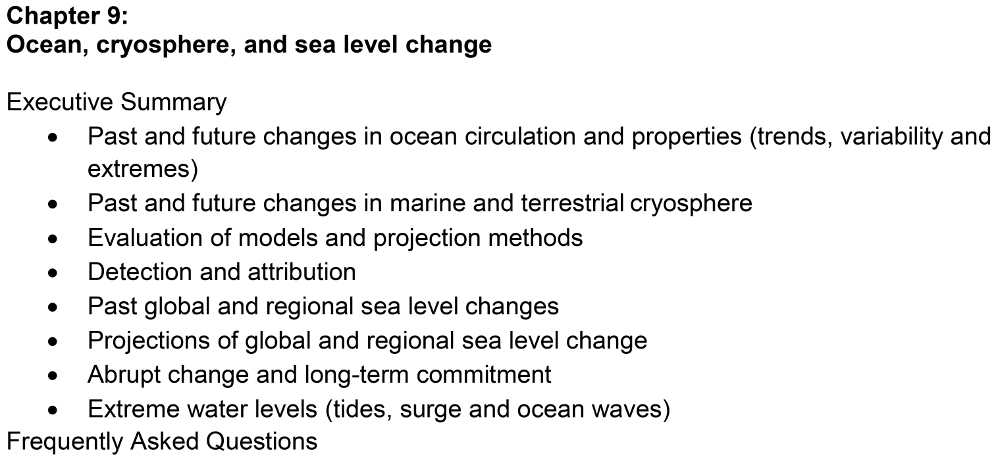 Chapter 9:
Ocean, cryosphere, and sea level change
Executive Summary
• Past and future changes in ocean circulation and properties (trends, variability and
extremes)
• Past and future changes in marine and terrestrial cryosphere
• Evaluation of models and projection methods
• Detection and attribution
• Past global and regional sea level changes
• Projections of global and regional sea level change
• Abrupt change and long-term commitment
• Extreme water levels (tides, surge and ocean waves)
Frequently Asked Questions